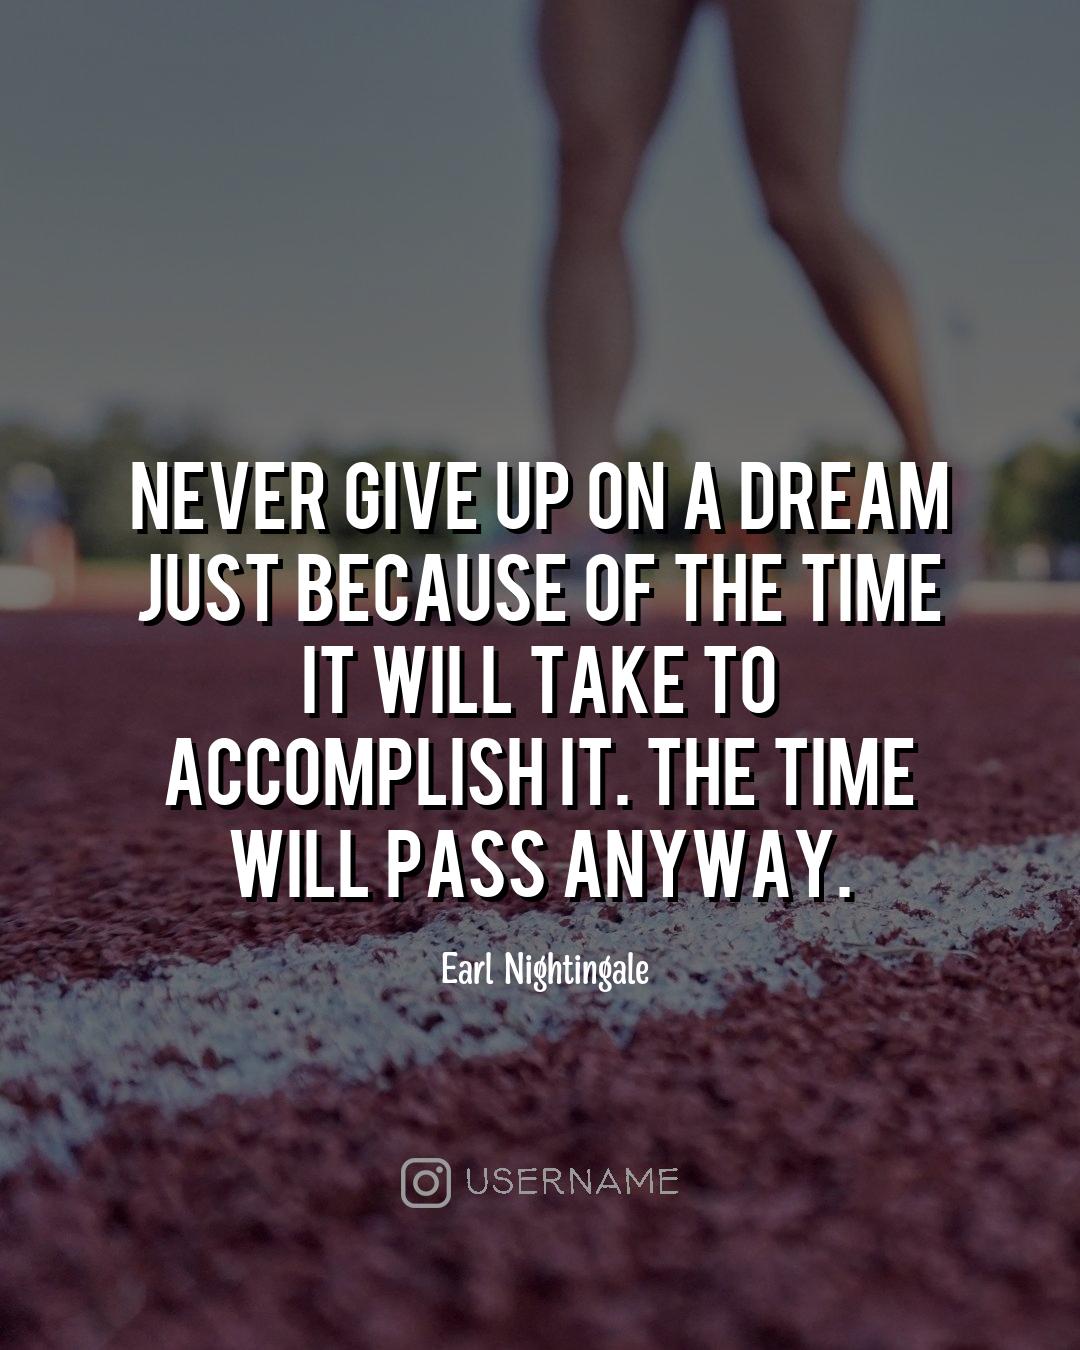 NEVER GIVE UP ON A DREAM
JUST BECAUSE OF THE TIME
IT WILL TAKE TO
ACCOMPLISH IT. THE TIME
WILL PASS ANYWAY.
Earl Nightingale
USERNAME